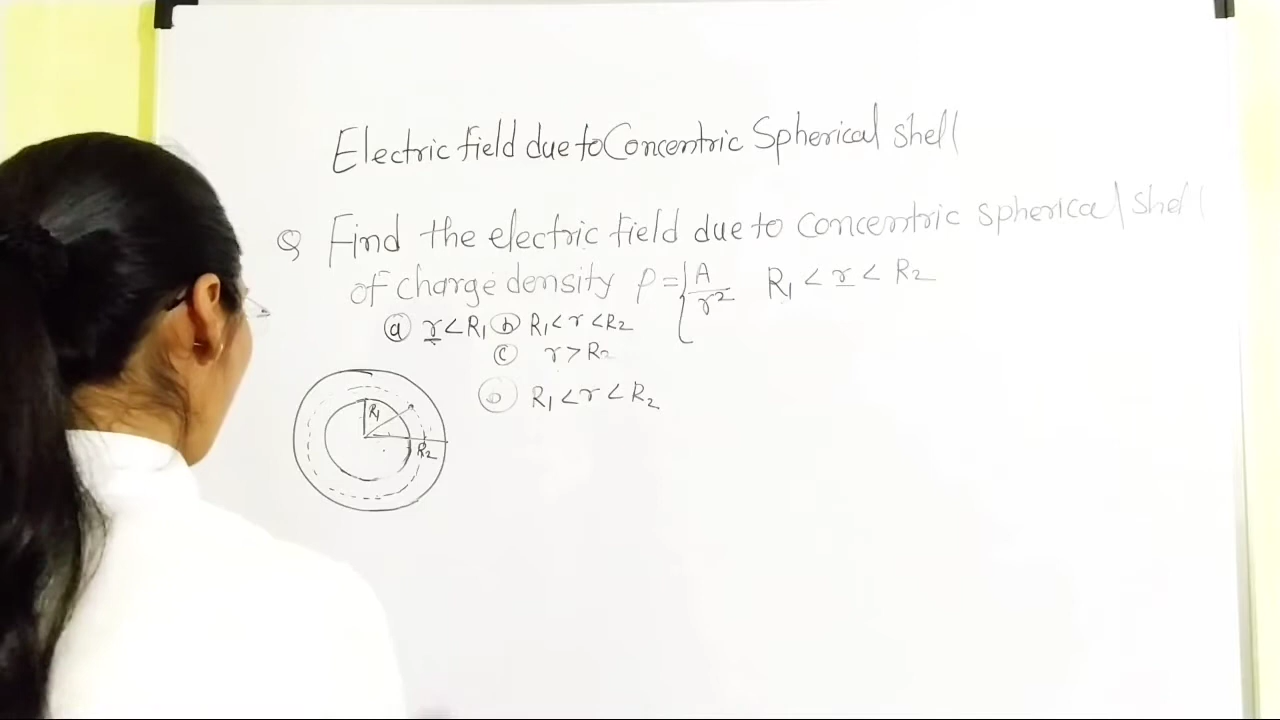 Electric field due to Concentric Spherical shell
Q Find the electric field due to concentric spherical shell
of charge density ρ = { A/r² R₁ < r < R₂
ⓐ r < R₁ ⓑ R₁ < r < R₂
ⓒ r > R₂
ⓑ R₁ < r < R₂
R₁
R₂